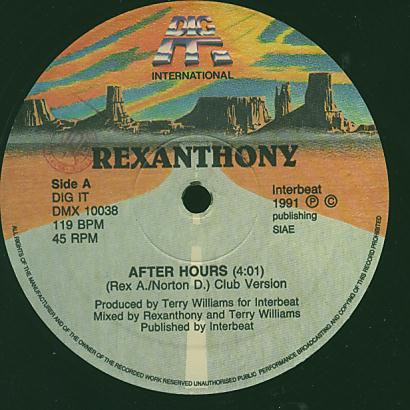 DIG IT
INTERNATIONAL
REXANTHONY
Side A
DIG IT
DMX 10038
119 BPM
45 RPM
Interbeat
1991 Ⓟ ©
publishing
SIAE
AFTER HOURS (4:01)
(Rex A./Norton D.) Club Version
Produced by Terry Williams for Interbeat
Mixed by Rexanthony and Terry Williams
Published by Interbeat
ALL RIGHTS OF THE MANUFACTURER AND OF THE OWNER OF THE RECORDED WORK RESERVED UNAUTHORISED PUBLIC PERFORMANCE BROADCASTING AND COPYING OF THIS RECORD PROHIBITED